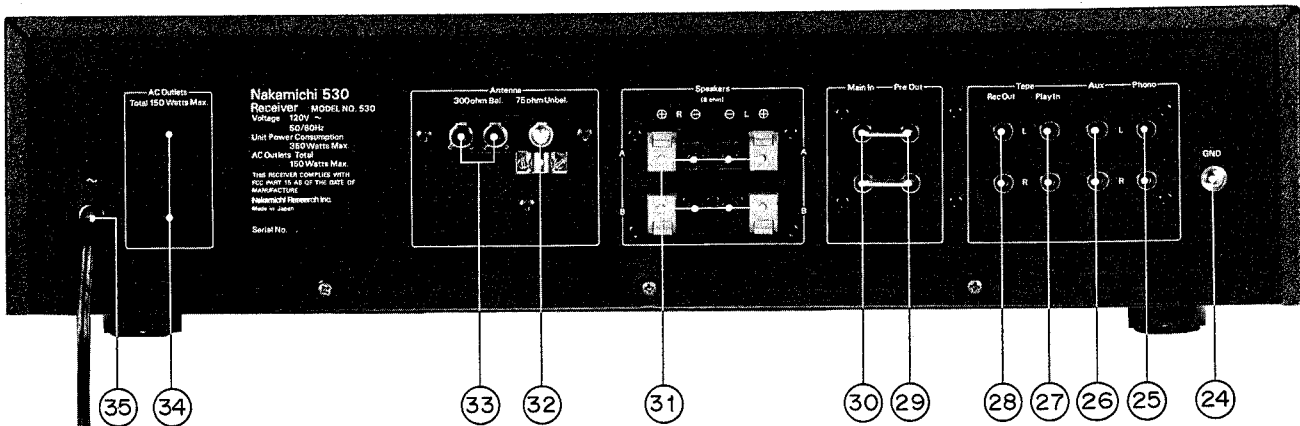 AC Outlets
Total 150 Watts Max.
Nakamichi 530
Receiver MODEL NO. 530
Voltage 120V ~
50/60Hz
Unit Power Consumption
350 Watts Max.
AC Outlets Total
150 Watts Max.
THIS RECEIVER COMPLIES WITH
FCC PART 15 AS OF THE DATE OF
MANUFACTURE
Nakamichi Research Inc.
Made in Japan
Serial No.
~
Antenna
300ohm Bal. 75ohm Unbal.
Speakers
(8 ohm)
⊕ R ⊖ ⊖ L ⊕
A A
B B
Main In Pre Out
Tape Aux Phono
Rec Out Play In
L L
R R
GND
35 34 33 32 31 30 29 28 27 26 25 24